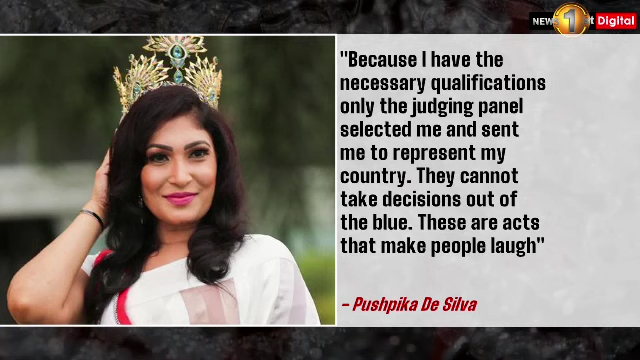 NEWS 1st Digital
"Because I have the
necessary qualifications
only the judging panel
selected me and sent
me to represent my
country. They cannot
take decisions out of
the blue. These are acts
that make people laugh"
- Pushpika De Silva